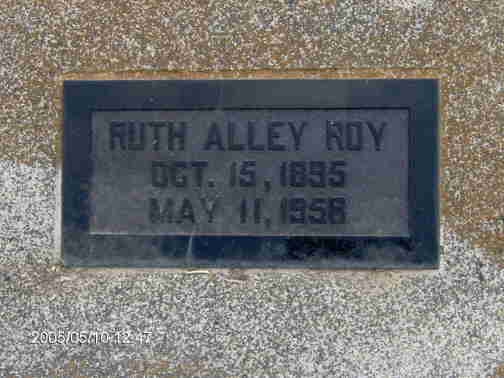 RUTH ALLEY ROY
OCT. 15, 1895
MAY 11, 1958
2005/05/10 12:47